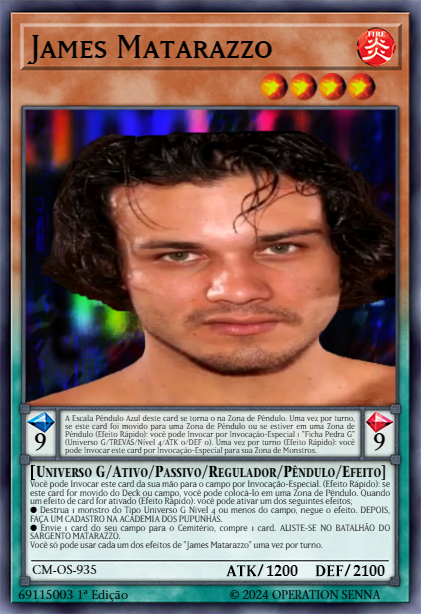 James Matarazzo
FIRE
炎
A Escala Pêndulo Azul deste card se torna 0 na Zona de Pêndulo. Uma vez por turno,
se este card foi movido para uma Zona de Pêndulo ou se estiver em uma Zona de
Pêndulo (Efeito Rápido): você pode Invocar por Invocação-Especial 1 "Ficha Pedra G"
(Universo G/TREVAS/Nível 4/ATK 0/DEF 0). Uma vez por turno (Efeito Rápido): você
pode Invocar este card por Invocação-Especial para sua Zona de Monstros.
9
9
[Universo G/Ativo/Passivo/Regulador/Pêndulo/Efeito]
Você pode Invocar este card da sua mão para o campo por Invocação-Especial. (Efeito Rápido): se
este card for movido do Deck ou campo, você pode colocá-lo em uma Zona de Pêndulo. Quando
um efeito de card for ativado (Efeito Rápido): você pode ativar um dos seguintes efeitos;
● Destrua 1 monstro do Tipo Universo G Nível 4 ou menos do campo, negue o efeito. DEPOIS,
FAÇA UM CADASTRO NA ACADEMIA DOS PUPUNHAS.
● Envie 1 card do seu campo para o Cemitério, compre 1 card. ALISTE-SE NO BATALHÃO DO
SARGENTO MATARAZZO.
Você só pode usar cada um dos efeitos de "James Matarazzo" uma vez por turno.
CM-OS-935
ATK/1200 DEF/2100
69115003 1ª Edição
© 2024 OPERATION SENNA